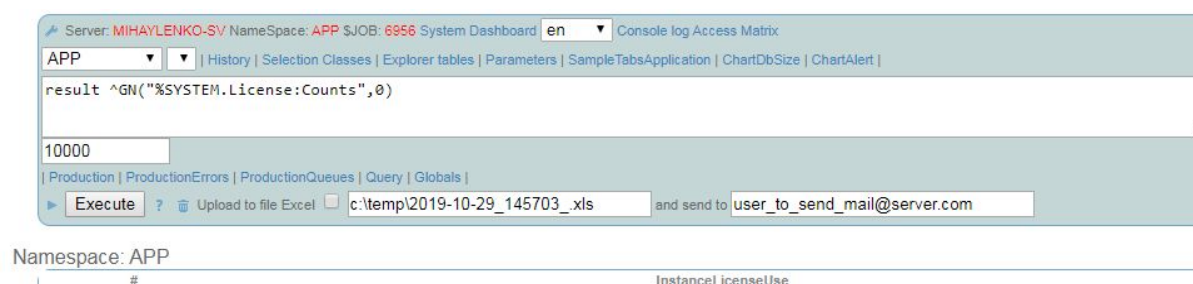 Server: MIHAYLENKO-SV NameSpace: APP $JOB: 6956 System Dashboard en Console log Access Matrix
APP | History | Selection Classes | Explorer tables | Parameters | SampleTabsApplication | ChartDbSize | ChartAlert |
result ^GN("%SYSTEM.License:Counts",0)
10000
| Production | ProductionErrors | ProductionQueues | Query | Globals |
Execute ? Upload to file Excel c:\temp\2019-10-29_145703_.xls and send to user_to_send_mail@server.com
Namespace: APP
# InstanceLicenseUse